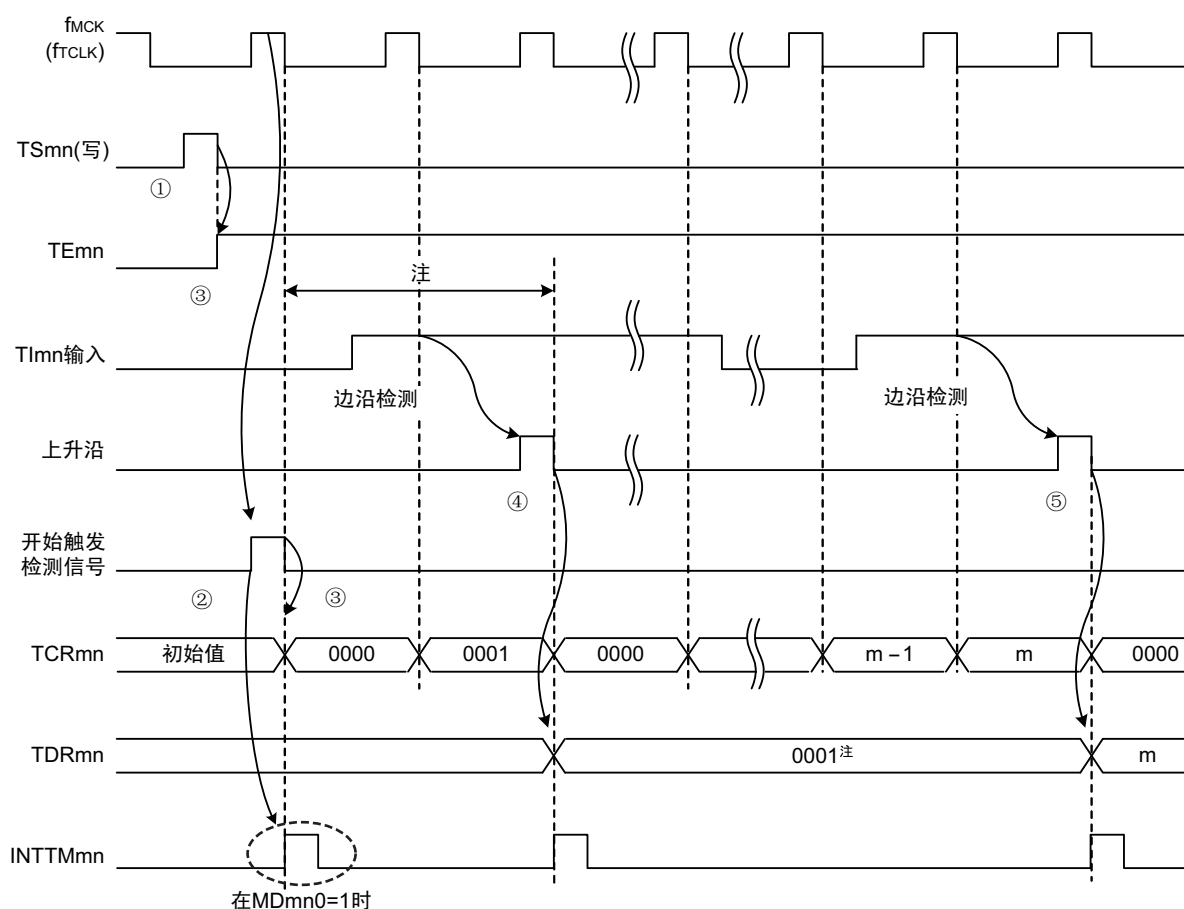 fMCK
(fTCLK)
TSmn(写)
①
TEmn
③
注
TImn输入
边沿检测
边沿检测
上升沿
④
⑤
开始触发
检测信号
②
③
TCRmn
初始值
0000
0001
0000
m – 1
m
0000
TDRmn
0001注
m
INTTMmn
在MDmn0=1时